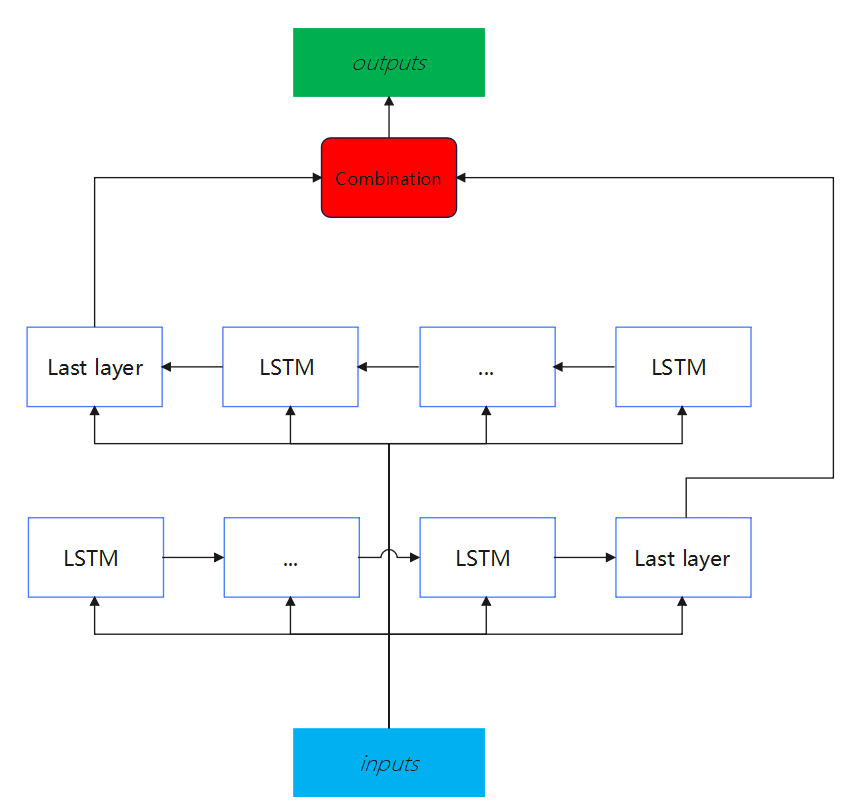 outputs
Combination
Last layer
LSTM
...
LSTM
LSTM
...
LSTM
Last layer
inputs